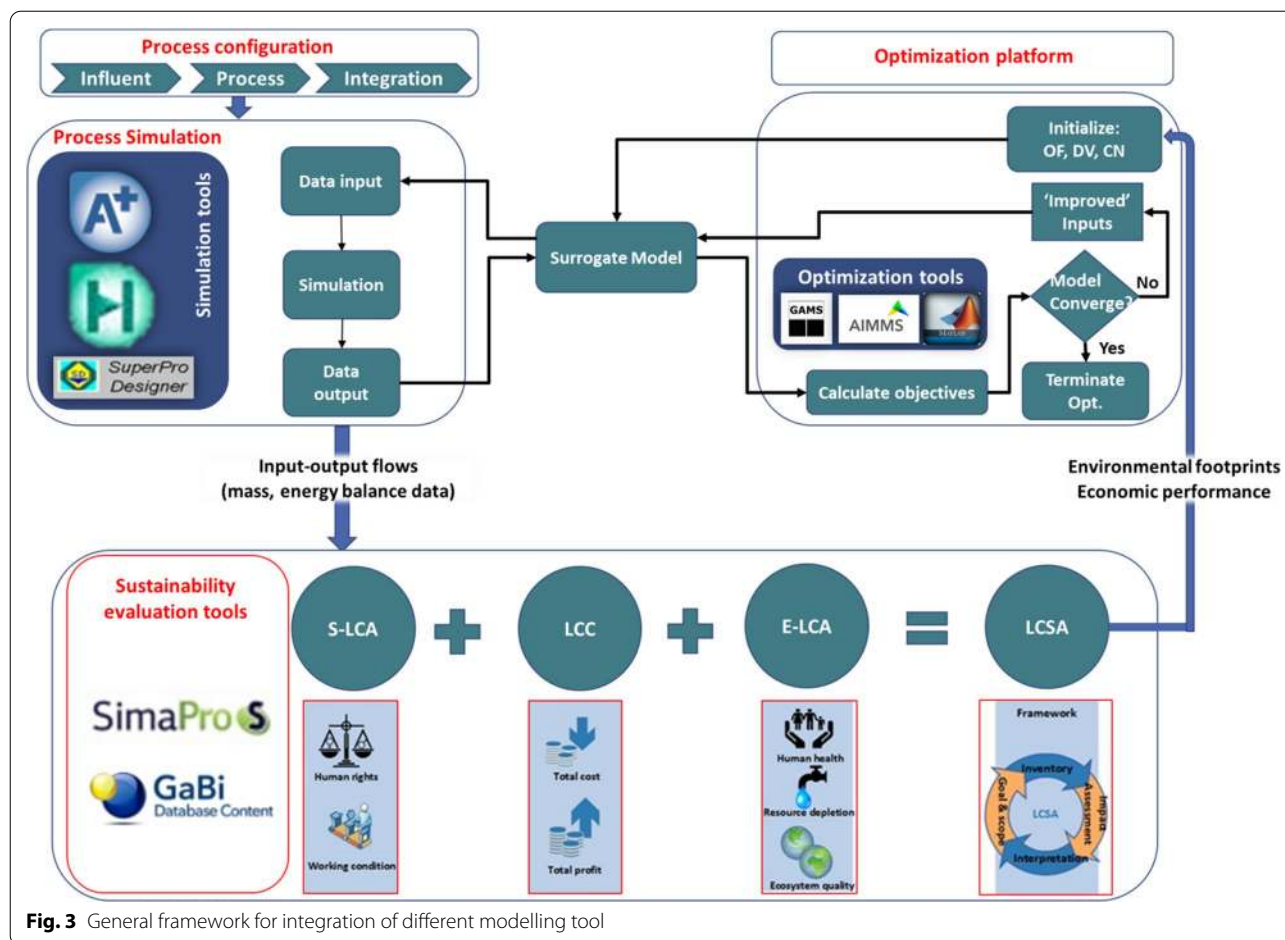 Process configuration
Influent
Process
Integration
Optimization platform
Process Simulation
Simulation tools
A+
H
SuperPro
Designer
Data input
Simulation
Data
output
Surrogate Model
Initialize:
OF, DV, CN
'Improved'
Inputs
Optimization tools
GAMS
AIMMS
Model
Converge?
No
Yes
Calculate objectives
Terminate
Opt.
Input-output flows
(mass, energy balance data)
Environmental footprints
Economic performance
Sustainability
evaluation tools
SimaPro S
GaBi
Database Content
S-LCA
LCC
E-LCA
LCSA
Human rights
Working condition
Total cost
Total profit
Human health
Resource depletion
Ecosystem quality
Framework
Inventory
Goal & scope
LCSA
Impact
Assessment
Interpretation
Fig. 3 General framework for integration of different modelling tool